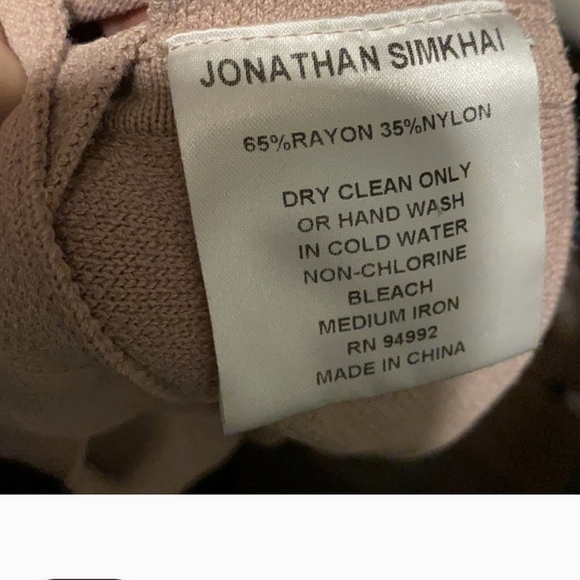 JONATHAN SIMKHAI
65%RAYON 35%NYLON
DRY CLEAN ONLY
OR HAND WASH
IN COLD WATER
NON-CHLORINE
BLEACH
MEDIUM IRON
RN 94992
MADE IN CHINA